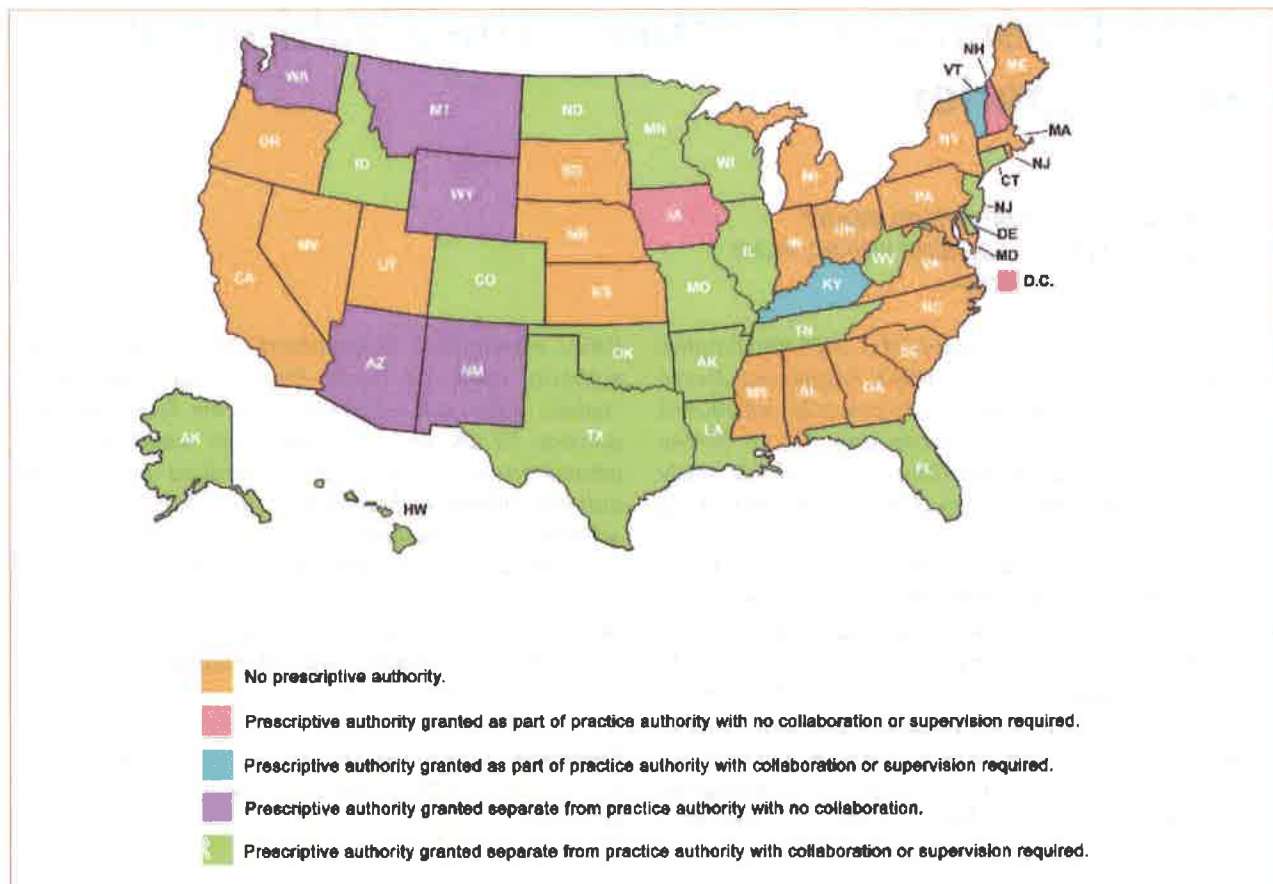 NH
VT
ME
WA
MT
ND
MN
OR
ID
WI
NY
MA
SD
MI
NJ
WY
CT
IA
PA
NJ
NE
DE
NV
IN
OH
MD
UT
IL
WV
VA
CA
CO
KS
MO
KY
D.C.
NC
TN
OK
AZ
NM
AK
SC
MS
AL
GA
TX
LA
AK
FL
HW
No prescriptive authority.
Prescriptive authority granted as part of practice authority with no collaboration or supervision required.
Prescriptive authority granted as part of practice authority with collaboration or supervision required.
Prescriptive authority granted separate from practice authority with no collaboration.
Prescriptive authority granted separate from practice authority with collaboration or supervision required.